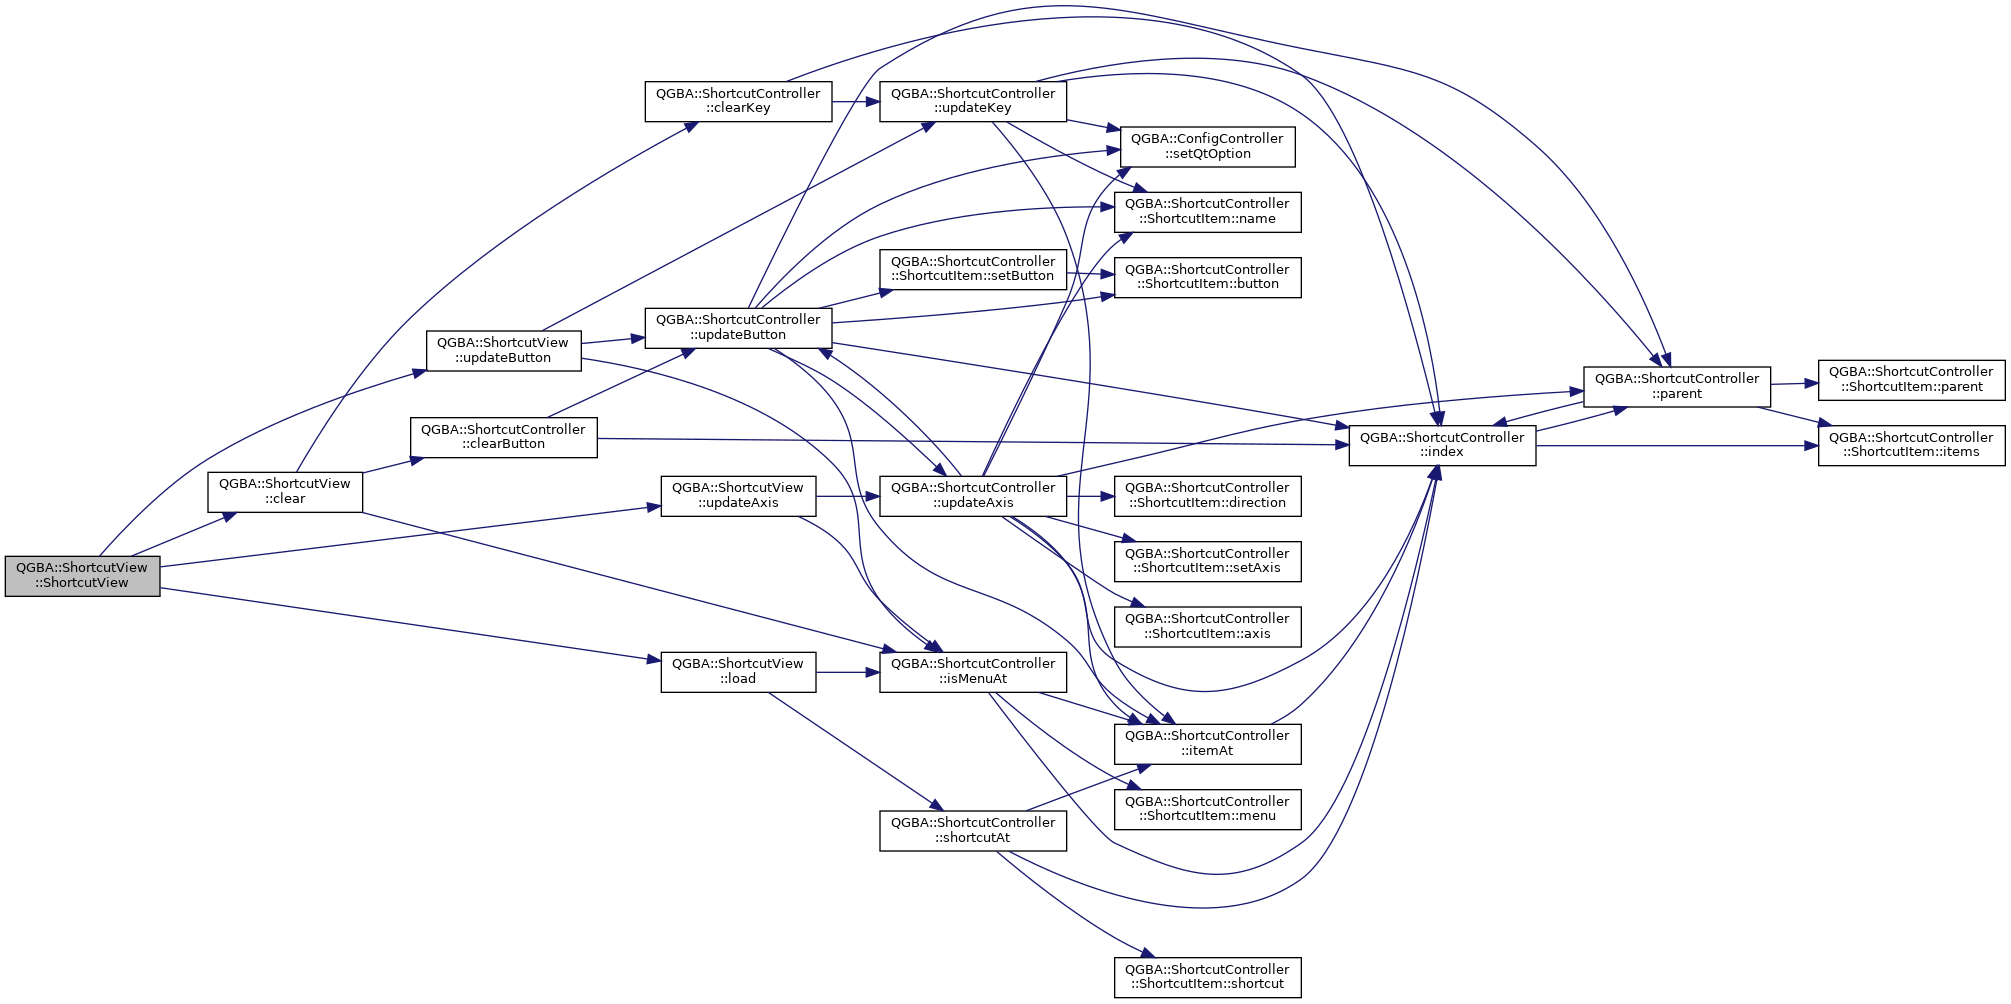 QGBA::ShortcutView
::ShortcutView
QGBA::ShortcutView
::clear
QGBA::ShortcutView
::updateButton
QGBA::ShortcutController
::clearButton
QGBA::ShortcutController
::clearKey
QGBA::ShortcutController
::updateButton
QGBA::ShortcutView
::updateAxis
QGBA::ShortcutView
::load
QGBA::ShortcutController
::updateKey
QGBA::ShortcutController
::ShortcutItem::setButton
QGBA::ShortcutController
::updateAxis
QGBA::ShortcutController
::isMenuAt
QGBA::ShortcutController
::shortcutAt
QGBA::ConfigController
::setQtOption
QGBA::ShortcutController
::ShortcutItem::name
QGBA::ShortcutController
::ShortcutItem::button
QGBA::ShortcutController
::ShortcutItem::direction
QGBA::ShortcutController
::ShortcutItem::setAxis
QGBA::ShortcutController
::ShortcutItem::axis
QGBA::ShortcutController
::itemAt
QGBA::ShortcutController
::ShortcutItem::menu
QGBA::ShortcutController
::ShortcutItem::shortcut
QGBA::ShortcutController
::index
QGBA::ShortcutController
::parent
QGBA::ShortcutController
::ShortcutItem::parent
QGBA::ShortcutController
::ShortcutItem::items